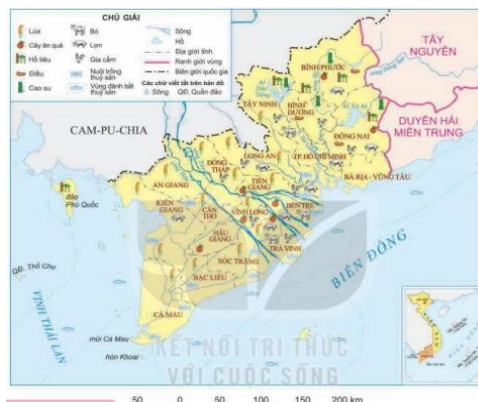 CHÚ GIẢI
Lúa
Cây ăn quả
Hồ tiêu
Điều
Cao su
Bò
Lợn
Gia cầm
Nuôi trồng thuỷ sản
Vùng đánh bắt thuỷ sản
Sông
Hồ
Địa giới tỉnh
Ranh giới vùng
Biên giới quốc gia
Các chữ viết tắt trên bản đồ
S. Sông
QĐ. Quần đảo
TÂY NGUYÊN
DUYÊN HẢI MIỀN TRUNG
CAM-PU-CHIA
BÌNH PHƯỚC
TÂY NINH
BÌNH DƯƠNG
ĐỒNG NAI
TP. HỒ CHÍ MINH
BÀ RỊA- VŨNG TÀU
LONG AN
ĐỒNG THÁP
TIỀN GIANG
AN GIANG
BẾN TRE
KIÊN GIANG
CẦN THƠ
VĨNH LONG
HẬU GIANG
TRÀ VINH
SÓC TRĂNG
BẠC LIÊU
CÀ MAU
đảo Phú Quốc
QĐ. Thổ Chu
VỊNH THÁI LAN
BIỂN ĐÔNG
mũi Cà Mau
hòn Khoai
KẾT NỐI TRI THỨC
VỚI CUỘC SỐNG
50 0 50 100 150 200 km